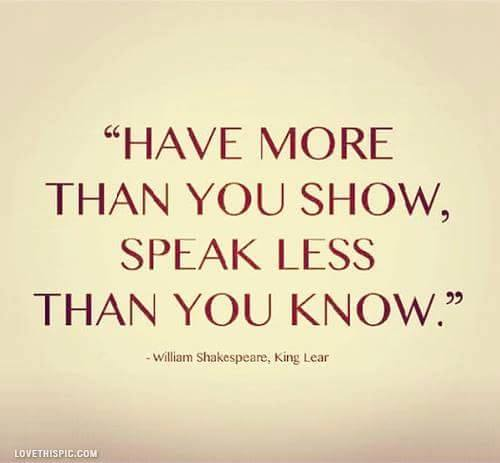 “HAVE MORE
THAN YOU SHOW,
SPEAK LESS
THAN YOU KNOW.”
- William Shakespeare, King Lear
LOVETHISPIC.COM